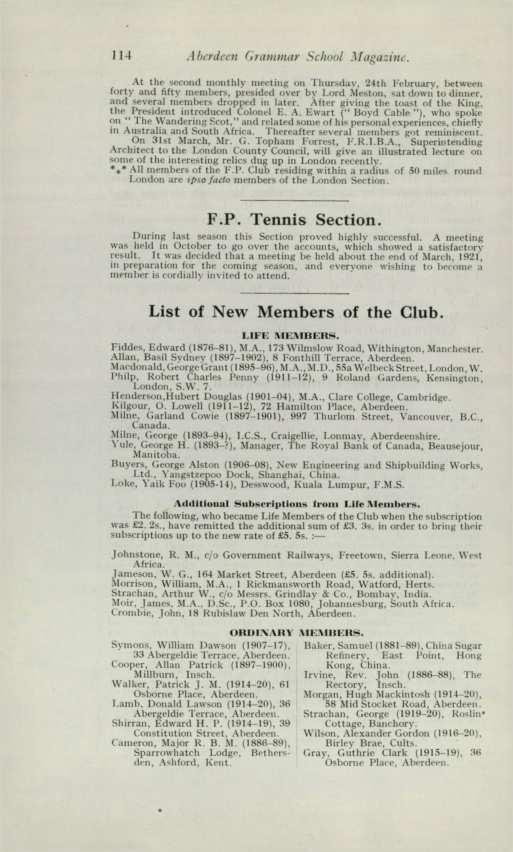 114 Aberdeen Grammar School Magazine.
At the second monthly meeting on Thursday, 24th February, between
forty and fifty members, presided over by Lord Meston, sat down to dinner,
and several members dropped in later. After giving the toast of the King,
the President introduced Colonel E. A. Ewart (" Boyd Cable "), who spoke
on " The Wandering Scot," and related some of his personal experiences, chiefly
in Australia and South Africa. Thereafter several members got reminiscent.
On 31st March, Mr. G. Topham Forrest, F.R.I.B.A., Superintending
Architect to the London County Council, will give an illustrated lecture on
some of the interesting relics dug up in London recently.
*** All members of the F.P. Club residing within a radius of 50 miles round
London are ipso facto members of the London Section.
F.P. Tennis Section.
During last season this Section proved highly successful. A meeting
was held in October to go over the accounts, which showed a satisfactory
result. It was decided that a meeting be held about the end of March, 1921,
in preparation for the coming season, and everyone wishing to become a
member is cordially invited to attend.
List of New Members of the Club.
LIFE MEMBERS.
Fiddes, Edward (1876-81), M.A., 173 Wilmslow Road, Withington, Manchester.
Allan, Basil Sydney (1897-1902), 8 Fonthill Terrace, Aberdeen.
Macdonald, George Grant (1895-96), M.A., M.D., 55a Welbeck Street, London, W.
Philp, Robert Charles Penny (1911-12), 9 Roland Gardens, Kensington,
London, S.W. 7.
Henderson, Hubert Douglas (1901-04), M.A., Clare College, Cambridge.
Kilgour, O. Lowell (1911-12), 72 Hamilton Place, Aberdeen.
Milne, Garland Cowie (1897-1901), 997 Thurlom Street, Vancouver, B.C.,
Canada.
Milne, George (1893-94), I.C.S., Craigellie, Lonmay, Aberdeenshire.
Yule, George H. (1893-?), Manager, The Royal Bank of Canada, Beausejour,
Manitoba.
Buyers, George Alston (1906-08), New Engineering and Shipbuilding Works,
Ltd., Yangstzepoo Dock, Shanghai, China.
Loke, Yaik Foo (1905-14), Desswood, Kuala Lumpur, F.M.S.
Additional Subscriptions from Life Members.
The following, who became Life Members of the Club when the subscription
was £2. 2s., have remitted the additional sum of £3. 3s. in order to bring their
subscriptions up to the new rate of £5. 5s. :—
Johnstone, R. M., c/o Government Railways, Freetown, Sierra Leone, West
Africa.
Jameson, W. G., 164 Market Street, Aberdeen (£5. 5s. additional).
Morrison, William, M.A., 1 Rickmansworth Road, Watford, Herts.
Strachan, Arthur W., c/o Messrs. Grindlay & Co., Bombay, India.
Moir, James, M.A., D.Sc., P.O. Box 1080, Johannesburg, South Africa.
Crombie, John, 18 Rubislaw Den North, Aberdeen.
ORDINARY MEMBERS.
Symons, William Dawson (1907-17),
33 Abergeldie Terrace, Aberdeen.
Cooper, Allan Patrick (1897-1900),
Millburn, Insch.
Walker, Patrick J. M. (1914-20), 61
Osborne Place, Aberdeen.
Lamb, Donald Lawson (1914-20), 36
Abergeldie Terrace, Aberdeen.
Shirran, Edward H. P. (1914-19), 39
Constitution Street, Aberdeen.
Cameron, Major R. B. M. (1886-89),
Sparrowhatch Lodge, Bethers-
den, Ashford, Kent.
Baker, Samuel (1881-89), China Sugar
Refinery, East Point, Hong
Kong, China.
Irvine, Rev. John (1886-88), The
Rectory, Insch.
Morgan, Hugh Mackintosh (1914-20),
58 Mid Stocket Road, Aberdeen.
Strachan, George (1919-20), Roslin*
Cottage, Banchory.
Wilson, Alexander Gordon (1916-20),
Birley Brae, Cults.
Gray, Guthrie Clark (1915-19), 36
Osborne Place, Aberdeen.